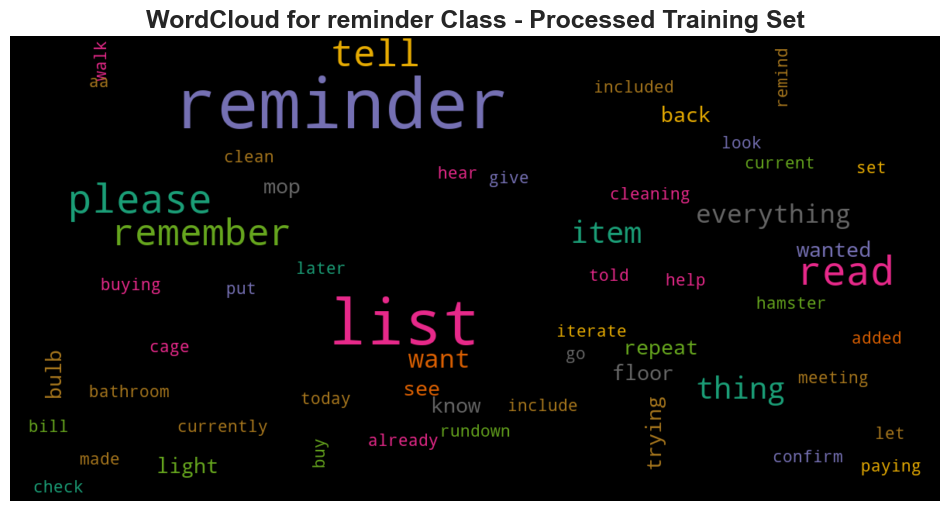 WordCloud for reminder Class - Processed Training Set
tell
walk
aa
reminder
included
remind
back
look
clean
current
set
hear
give
mop
cleaning
please
everything
remember
item
wanted
read
later
told
help
buying
put
hamster
list
iterate
added
cage
go
repeat
want
bulb
floor
meeting
bathroom
see
thing
today
know
include
trying
bill
currently
rundown
let
already
buy
made
light
confirm
paying
check